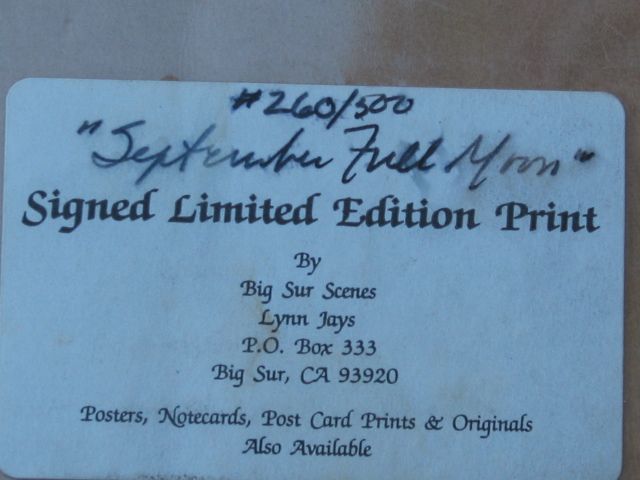 #260/500
"September Full Moon"
Signed Limited Edition Print
By
Big Sur Scenes
Lynn Jays
P.O. Box 333
Big Sur, CA 93920
Posters, Notecards, Post Card Prints & Originals
Also Available